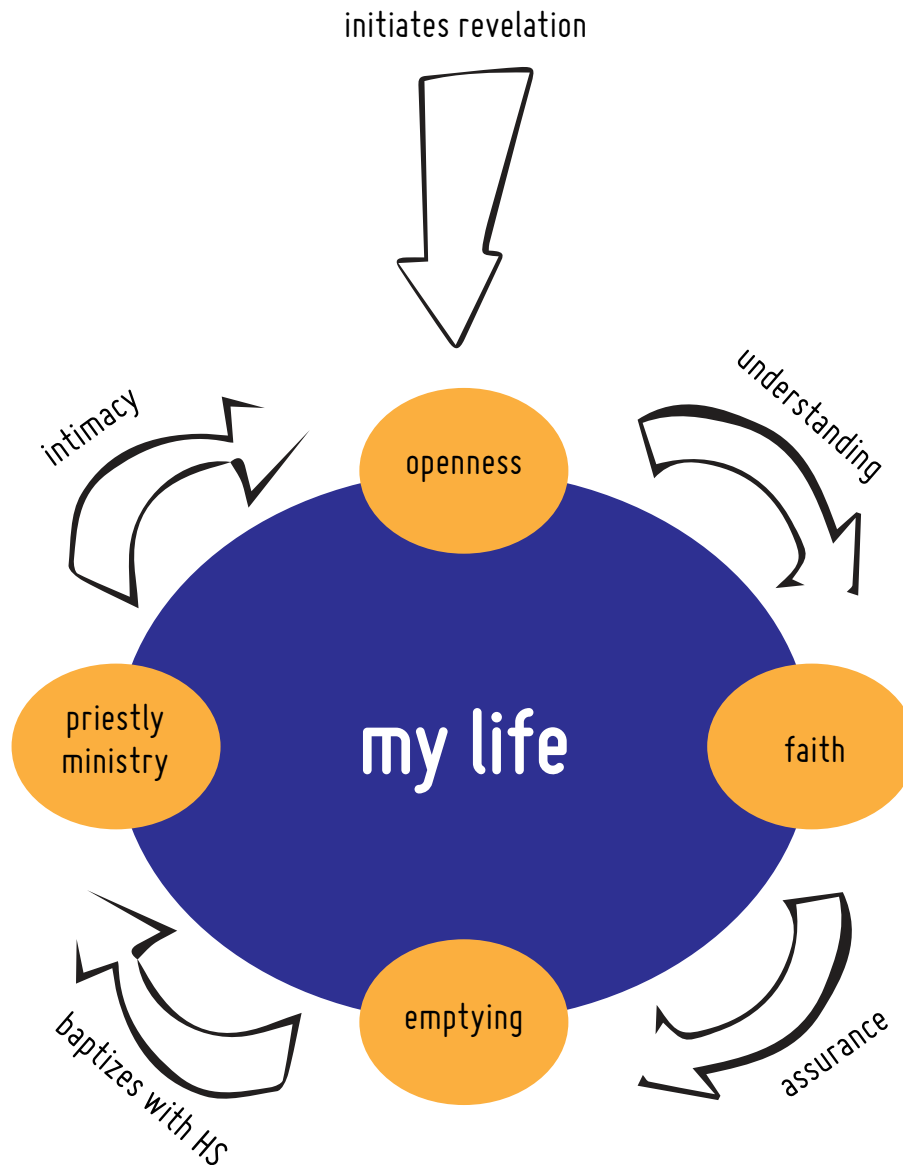 initiates revelation
intimacy
understanding
openness
priestly
ministry
my life
faith
emptying
baptizes with HS
assurance